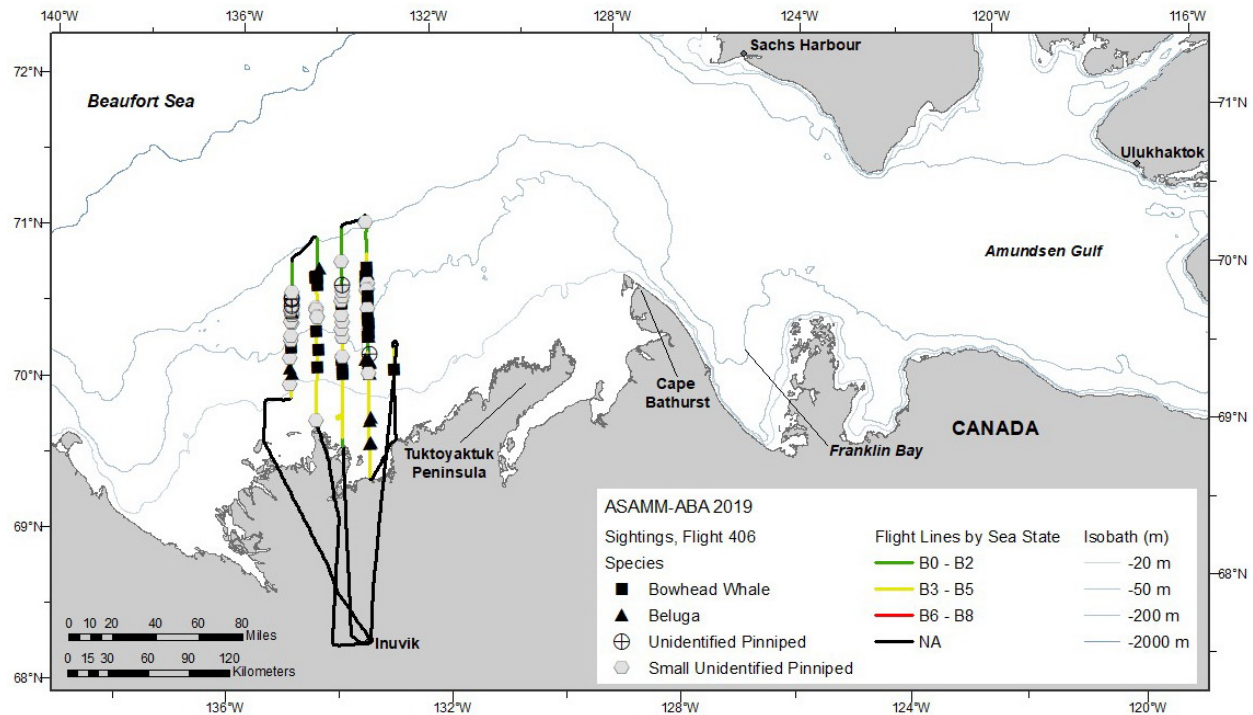 140°W 136°W 132°W 128°W 124°W 120°W 116°W
Sachs Harbour
72°N
Beaufort Sea
71°N
Ulukhaktok
71°N
Amundsen Gulf
70°N
70°N
Cape
Bathurst
69°N
CANADA
Tuktoyaktuk
Peninsula
Franklin Bay
69°N
ASAMM-ABA 2019
Sightings, Flight 406
Species
Bowhead Whale
Beluga
Unidentified Pinniped
Small Unidentified Pinniped
Flight Lines by Sea State
B0 - B2
B3 - B5
B6 - B8
NA
Isobath (m)
-20 m
-50 m
-200 m
-2000 m
68°N
0 10 20 40 60 80
Miles
Inuvik
0 15 30 60 90 120
Kilometers
68°N
136°W 132°W 128°W 124°W 120°W